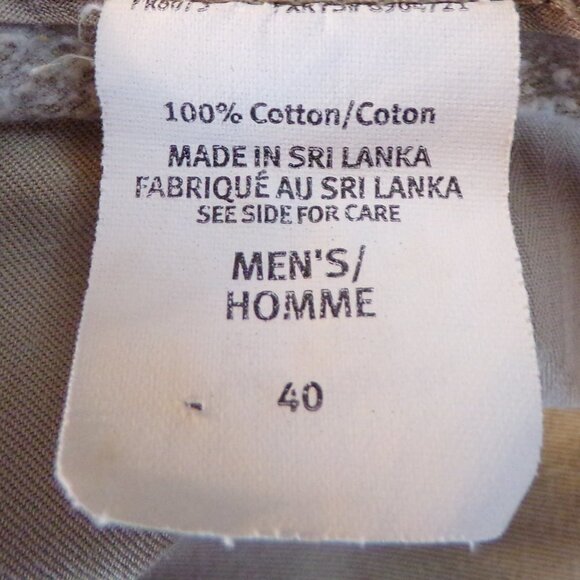 100% Cotton/Coton
MADE IN SRI LANKA
FABRIQUÉ AU SRI LANKA
SEE SIDE FOR CARE
MEN'S/
HOMME
40